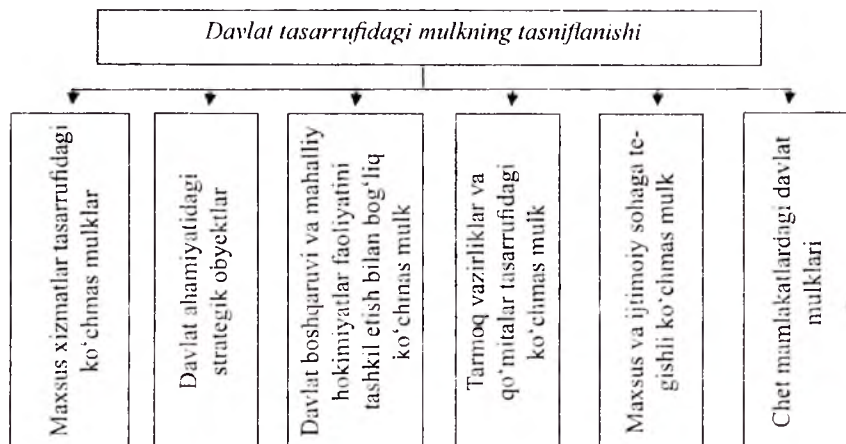 Davlat tasarrufidagi mulkning tasniflanishi
Maxsus xizmatlar tasarrufidagi
ko‘chmas mulklar
Davlat ahamiyatidagi
strategik obyektlar
Davlat boshqaruvi va mahalliy
hokimiyatlar faoliyatini
tashkil etish bilan bog‘liq
ko‘chmas mulk
Tarmoq vazirliklar va
qo‘mitalar tasarrufidagi
ko‘chmas mulk
Maxsus va ijtimoiy sohaga te-
gishli ko‘chmas mulk
Chet mamlakatlardagi davlat
mulklari